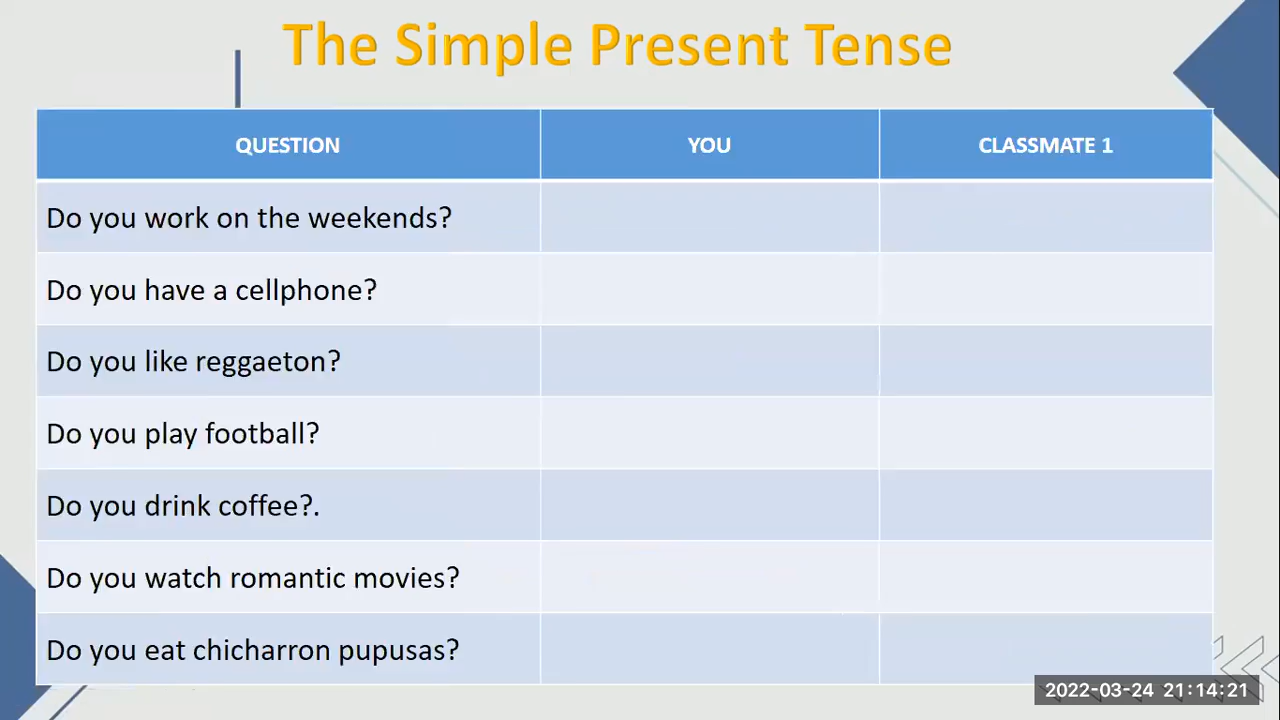 The Simple Present Tense
QUESTION YOU CLASSMATE 1
Do you work on the weekends?
Do you have a cellphone?
Do you like reggaeton?
Do you play football?
Do you drink coffee?.
Do you watch romantic movies?
Do you eat chicharron pupusas?
2022-03-24 21:14:21